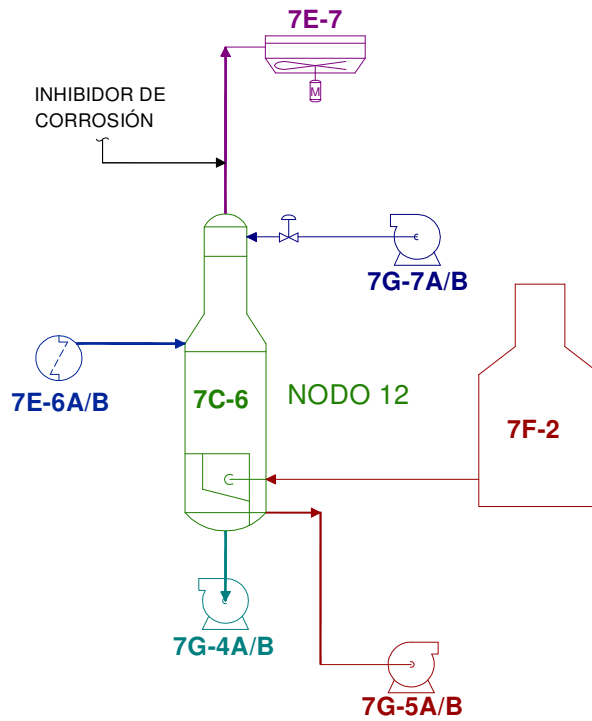 7E-7
M
INHIBIDOR DE
CORROSIÓN
7G-7A/B
7E-6A/B
7C-6
NODO 12
7F-2
7G-4A/B
7G-5A/B